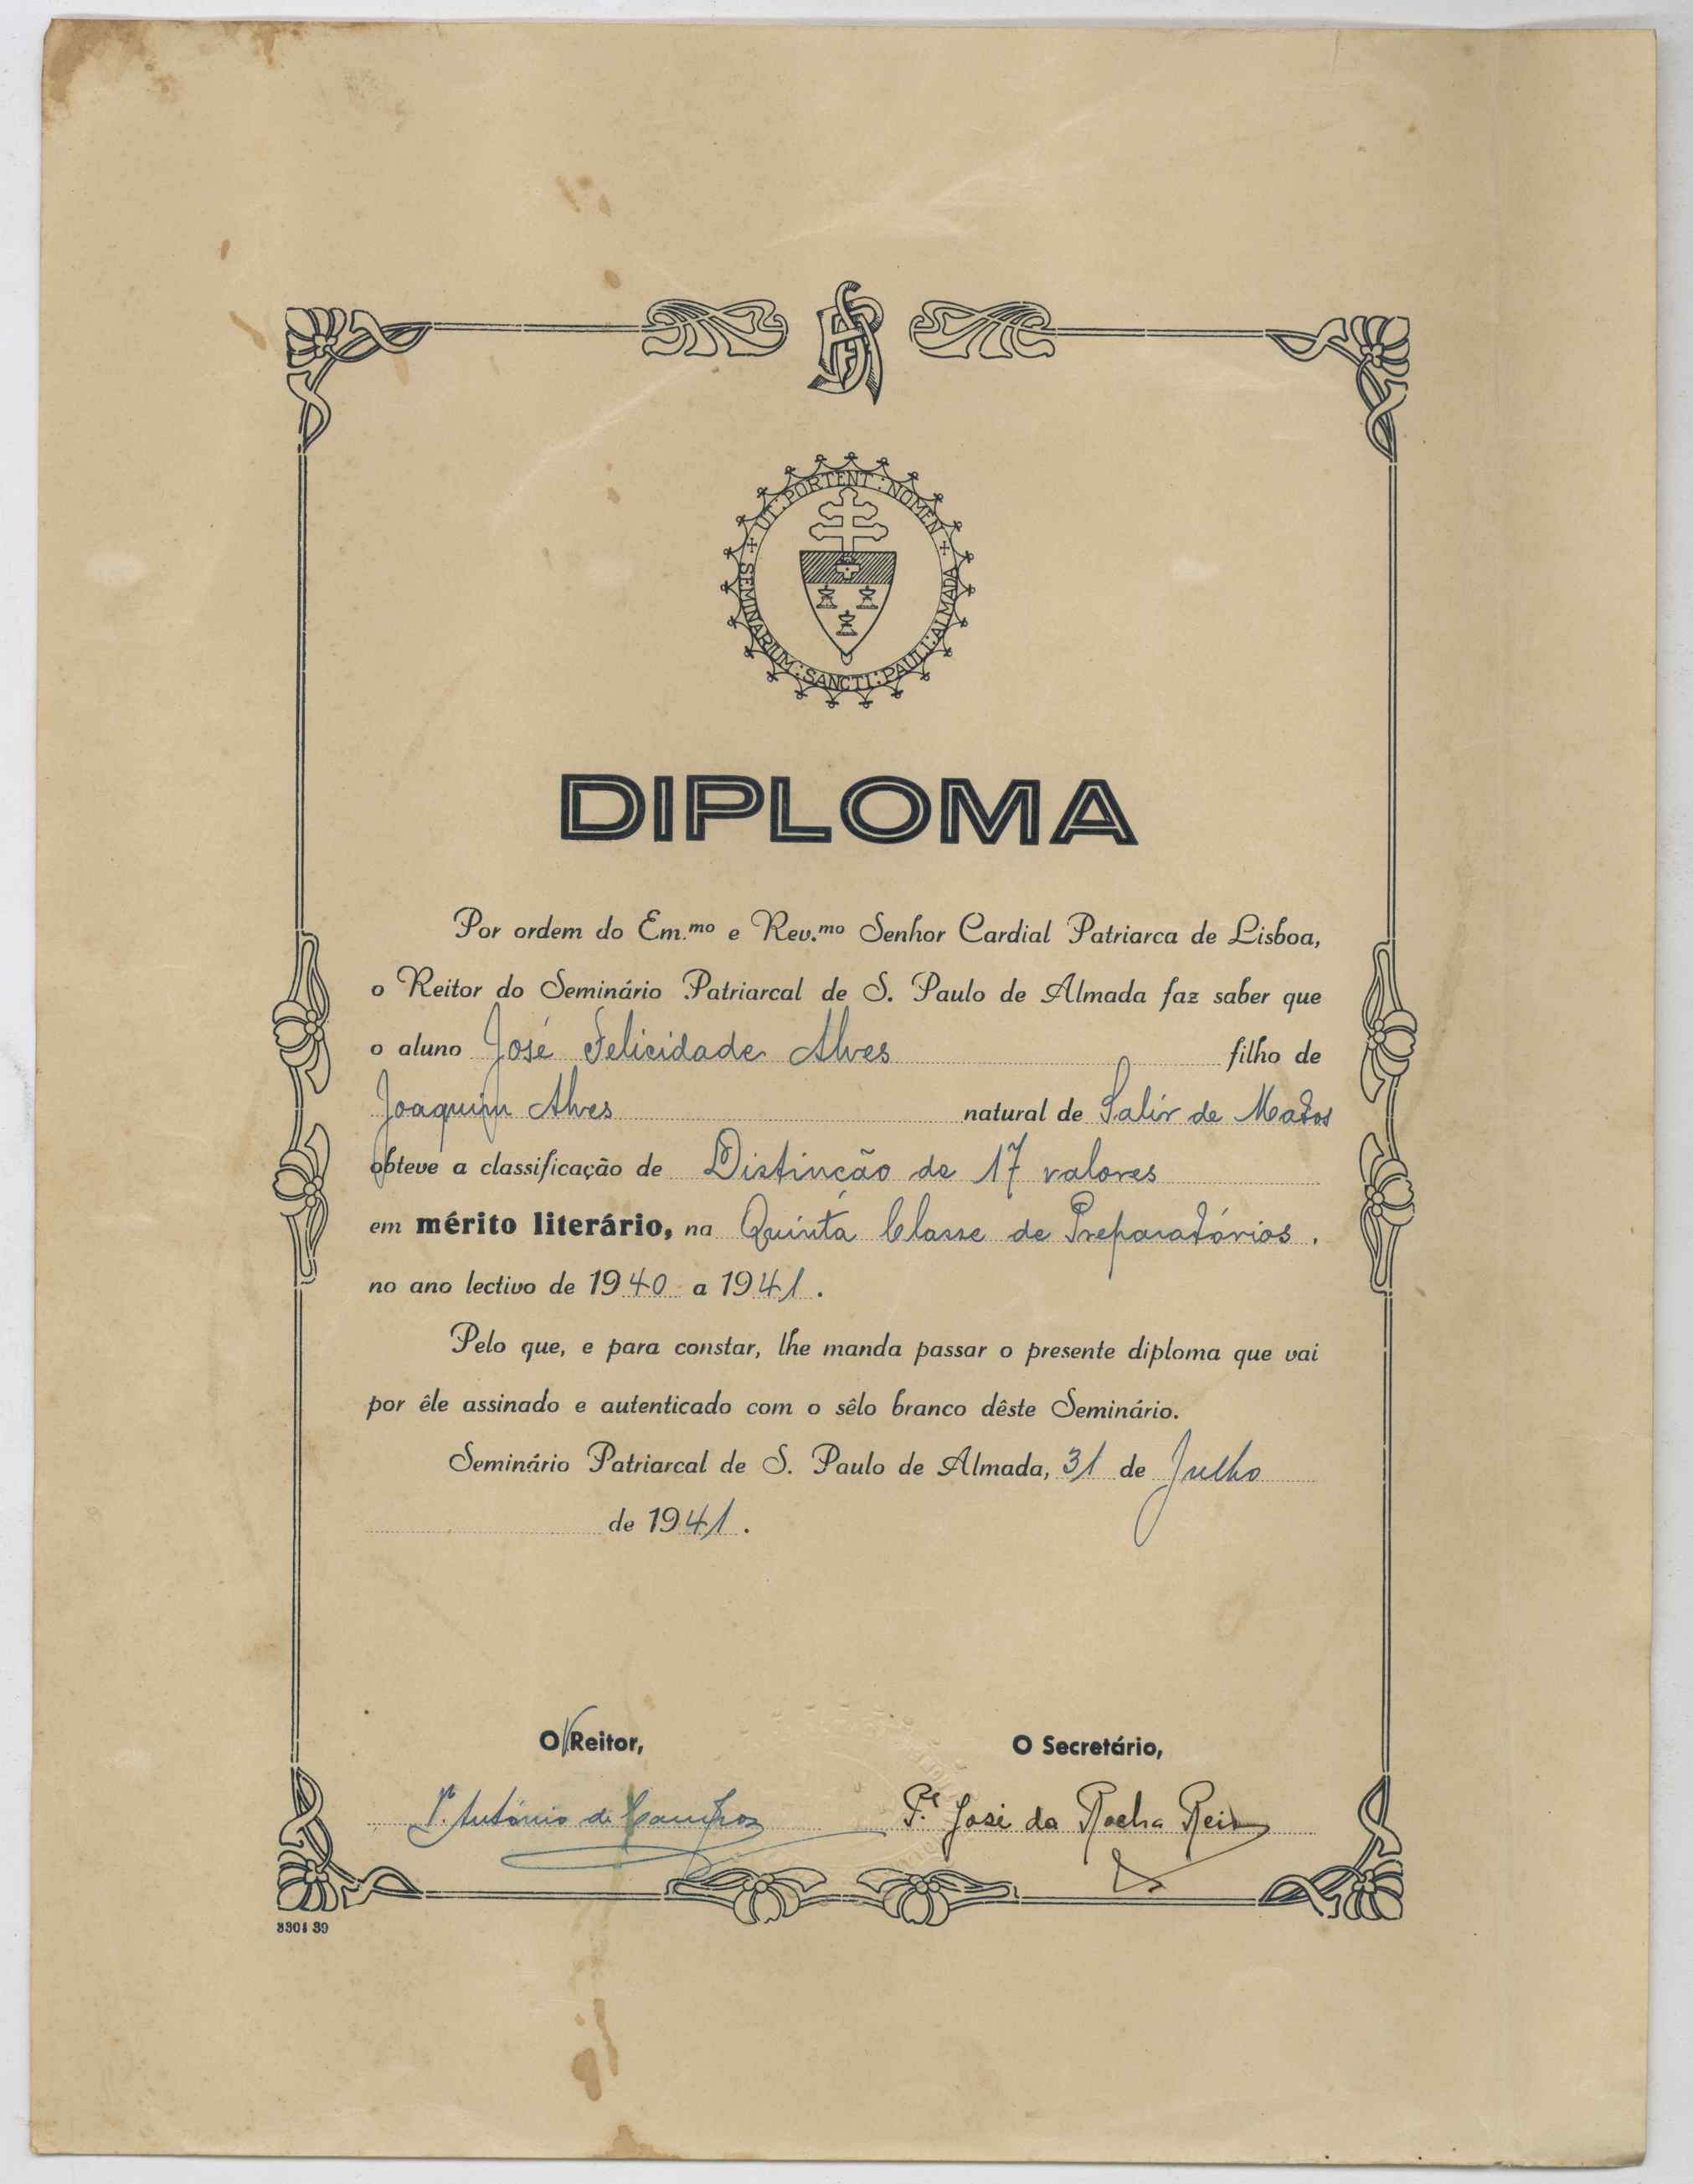 UT · PORTENT · NOMEN
SEMINARIUM · SANCTI · PAULI · ALMADA
DIPLOMA
Por ordem do Em.mo e Rev.mo Senhor Cardial Patriarca de Lisboa,
o Reitor do Seminário Patriarcal de S. Paulo de Almada faz saber que
o aluno José Felicidade Alves filho de
Joaquim Alves natural de Salir de Matos
obteve a classificação de Distinção de 17 valores
em mérito literário, na Quinta Classe de Preparatórios.
no ano lectivo de 1940 a 1941.
Pelo que, e para constar, lhe manda passar o presente diploma que vai
por êle assinado e autenticado com o sêlo branco dêste Seminário.
Seminário Patriarcal de S. Paulo de Almada, 31 de Julho
de 1941.
O Reitor, O Secretário,
P. António de Campos P.e José da Rocha Reis
3301 39